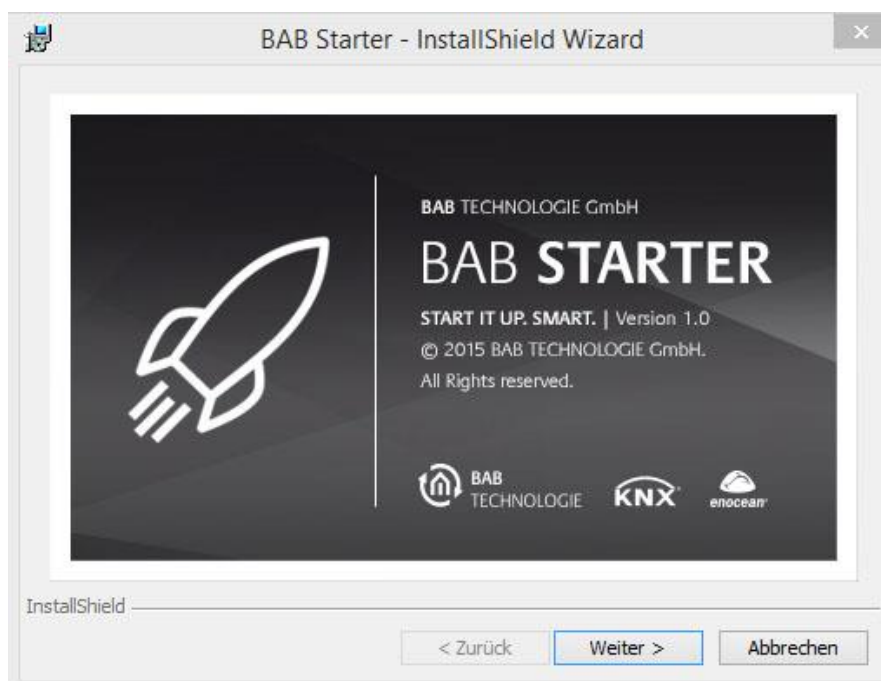 BAB Starter - InstallShield Wizard
BAB TECHNOLOGIE GmbH
BAB STARTER
START IT UP. SMART. | Version 1.0
© 2015 BAB TECHNOLOGIE GmbH.
All Rights reserved.
BAB
TECHNOLOGIE
KNX
enocean
InstallShield
< Zurück
Weiter >
Abbrechen